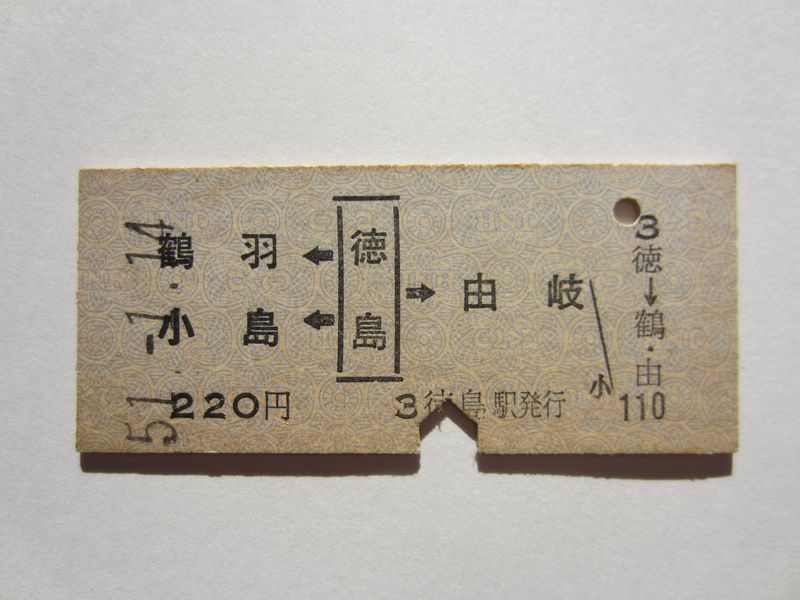 51.-1.14
鶴羽 ← 徳島 → 由岐
小島 ←
220円
3 徳島駅発行
小
3
徳→鶴・由
110